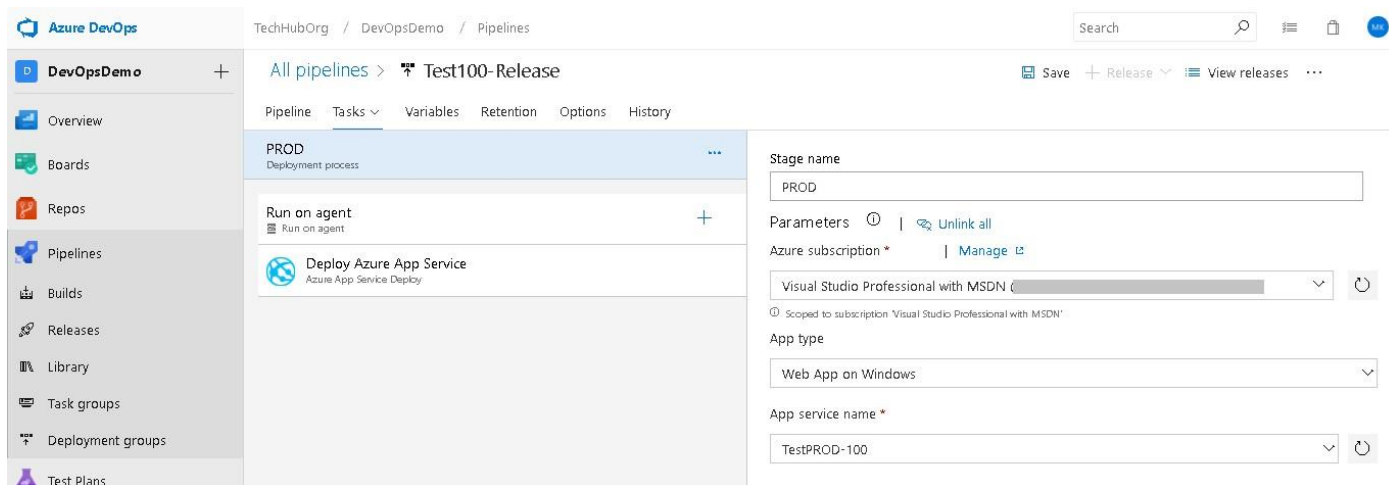 Azure DevOps
TechHubOrg / DevOpsDemo / Pipelines
Search
MK
D DevOpsDemo
All pipelines > Test100-Release
Save
Release
View releases
Pipeline Tasks Variables Retention Options History
Overview
Boards
Repos
Pipelines
Builds
Releases
Library
Task groups
Deployment groups
Test Plans
PROD
Deployment process
Run on agent
Run on agent
Deploy Azure App Service
Azure App Service Deploy
Stage name
PROD
Parameters | Unlink all
Azure subscription * | Manage
Visual Studio Professional with MSDN (
Scoped to subscription 'Visual Studio Professional with MSDN'
App type
Web App on Windows
App service name *
TestPROD-100